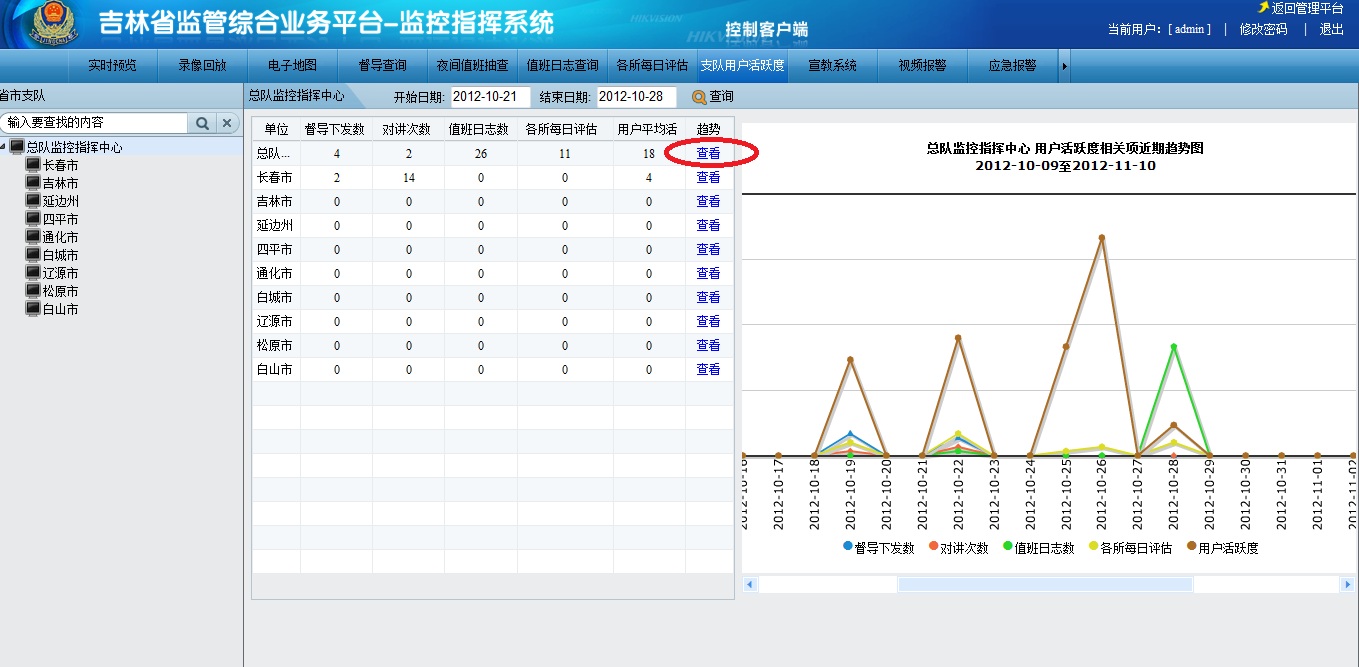 吉林省监管综合业务平台-监控指挥系统
HIKVISION
控制客户端
返回管理平台
当前用户：[ admin ] | 修改密码 | 退出
实时预览 录像回放 电子地图 督导查询 夜间值班抽查 值班日志查询 各所每日评估 支队用户活跃度 宣教系统 视频报警 应急报警
省市支队
输入要查找的内容
总队监控指挥中心
长春市
吉林市
延边州
四平市
通化市
白城市
辽源市
松原市
白山市
总队监控指挥中心 开始日期: 2012-10-21 结束日期: 2012-10-28 查询
单位 督导下发数 对讲次数 值班日志数 各所每日评估 用户平均活 趋势
总队... 4 2 26 11 18 查看
长春市 2 14 0 0 4 查看
吉林市 0 0 0 0 0 查看
延边州 0 0 0 0 0 查看
四平市 0 0 0 0 0 查看
通化市 0 0 0 0 0 查看
白城市 0 0 0 0 0 查看
辽源市 0 0 0 0 0 查看
松原市 0 0 0 0 0 查看
白山市 0 0 0 0 0 查看
总队监控指挥中心 用户活跃度相关项近期趋势图
2012-10-09至2012-11-10
2012-10-17 2012-10-18 2012-10-19 2012-10-20 2012-10-21 2012-10-22 2012-10-23 2012-10-24 2012-10-25 2012-10-26 2012-10-27 2012-10-28 2012-10-29 2012-10-30 2012-10-31 2012-11-01 2012-11-02
督导下发数 对讲次数 值班日志数 各所每日评估 用户活跃度